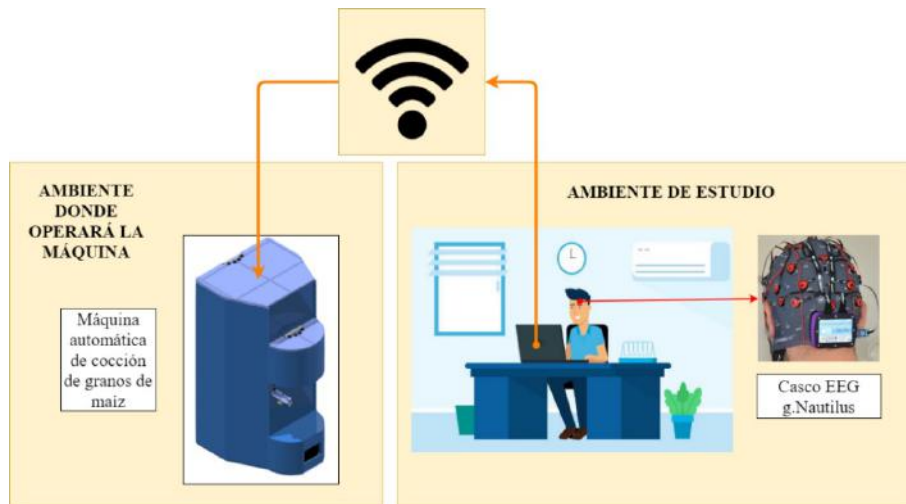 AMBIENTE
DONDE
OPERARÁ LA
MÁQUINA
Máquina
automática
de cocción
de granos de
maiz
AMBIENTE DE ESTUDIO
Casco EEG
g.Nautilus